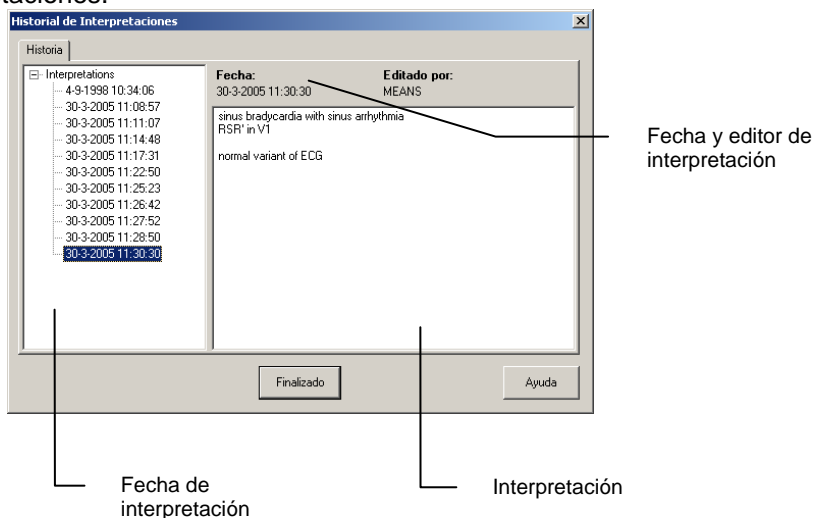 taciones.
Historial de Interpretaciones
Historia
Interpretations
4-9-1998 10:34:06
30-3-2005 11:08:57
30-3-2005 11:11:07
30-3-2005 11:14:48
30-3-2005 11:17:31
30-3-2005 11:22:50
30-3-2005 11:25:23
30-3-2005 11:26:42
30-3-2005 11:27:52
30-3-2005 11:28:50
30-3-2005 11:30:30
Fecha: Editado por:
30-3-2005 11:30:30 MEANS
sinus bradycardia with sinus arrhythmia
RSR' in V1
normal variant of ECG
Fecha y editor de
interpretación
Finalizado
Ayuda
Fecha de
interpretación
Interpretación